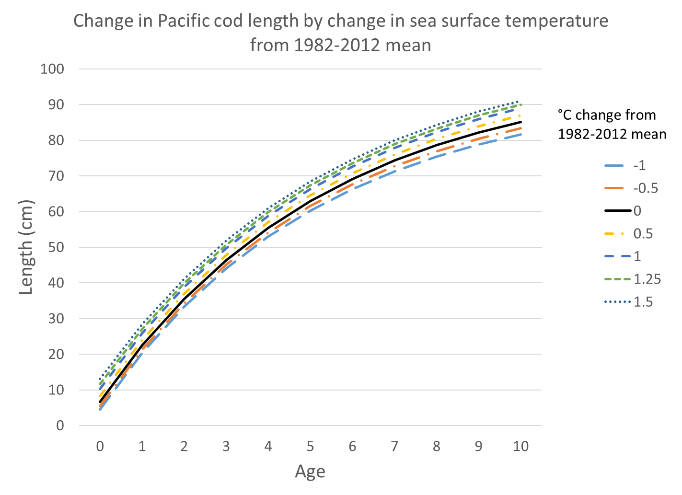 Change in Pacific cod length by change in sea surface temperature
from 1982-2012 mean
100
90
80
70
60
50
40
30
20
10
0
Length (cm)
0 1 2 3 4 5 6 7 8 9 10
Age
°C change from
1982-2012 mean
-1
-0.5
0
0.5
1
1.25
1.5